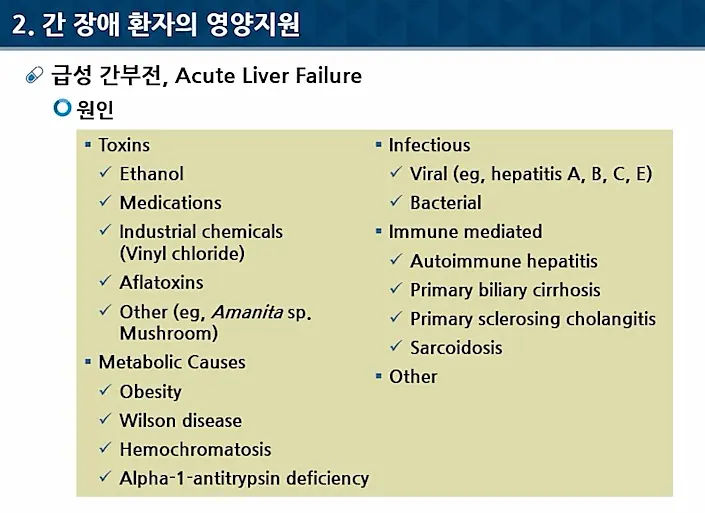 2. 간 장애 환자의 영양지원
급성 간부전, Acute Liver Failure
원인
Toxins
Ethanol
Medications
Industrial chemicals
(Vinyl chloride)
Aflatoxins
Other (eg, Amanita sp.
Mushroom)
Metabolic Causes
Obesity
Wilson disease
Hemochromatosis
Alpha-1-antitrypsin deficiency
Infectious
Viral (eg, hepatitis A, B, C, E)
Bacterial
Immune mediated
Autoimmune hepatitis
Primary biliary cirrhosis
Primary sclerosing cholangitis
Sarcoidosis
Other